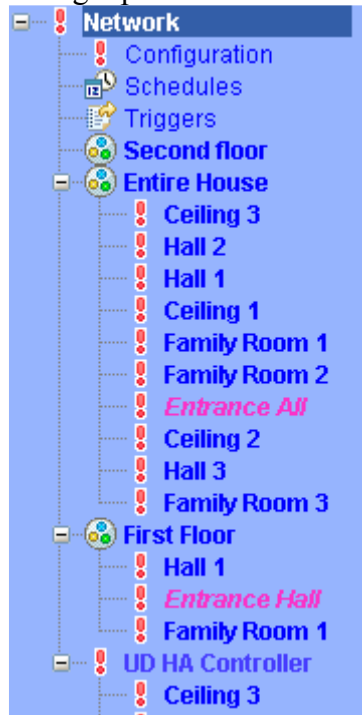 Network
Configuration
Schedules
Triggers
Second floor
Entire House
Ceiling 3
Hall 2
Hall 1
Ceiling 1
Family Room 1
Family Room 2
Entrance All
Ceiling 2
Hall 3
Family Room 3
First Floor
Hall 1
Entrance Hall
Family Room 1
UD HA Controller
Ceiling 3